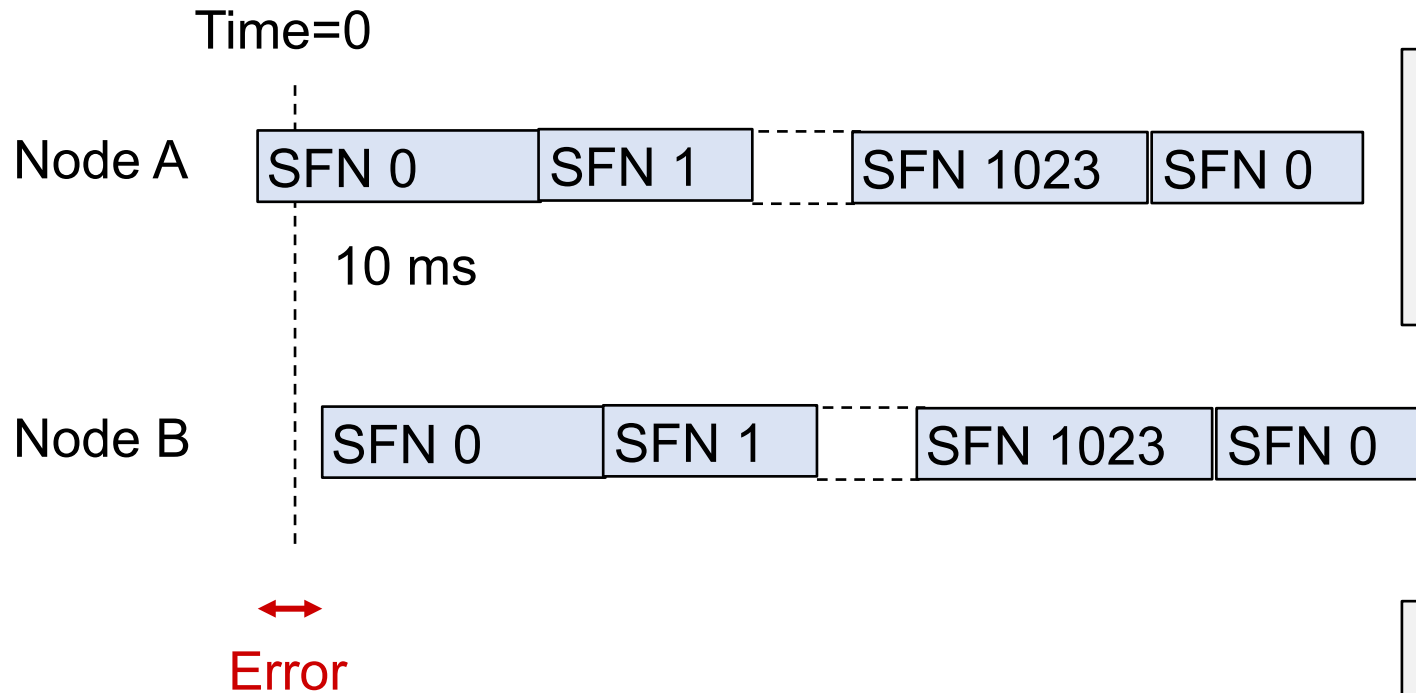 Time=0
Node A
SFN 0
SFN 1
SFN 1023
SFN 0
10 ms
Node B
SFN 0
SFN 1
SFN 1023
SFN 0
Error